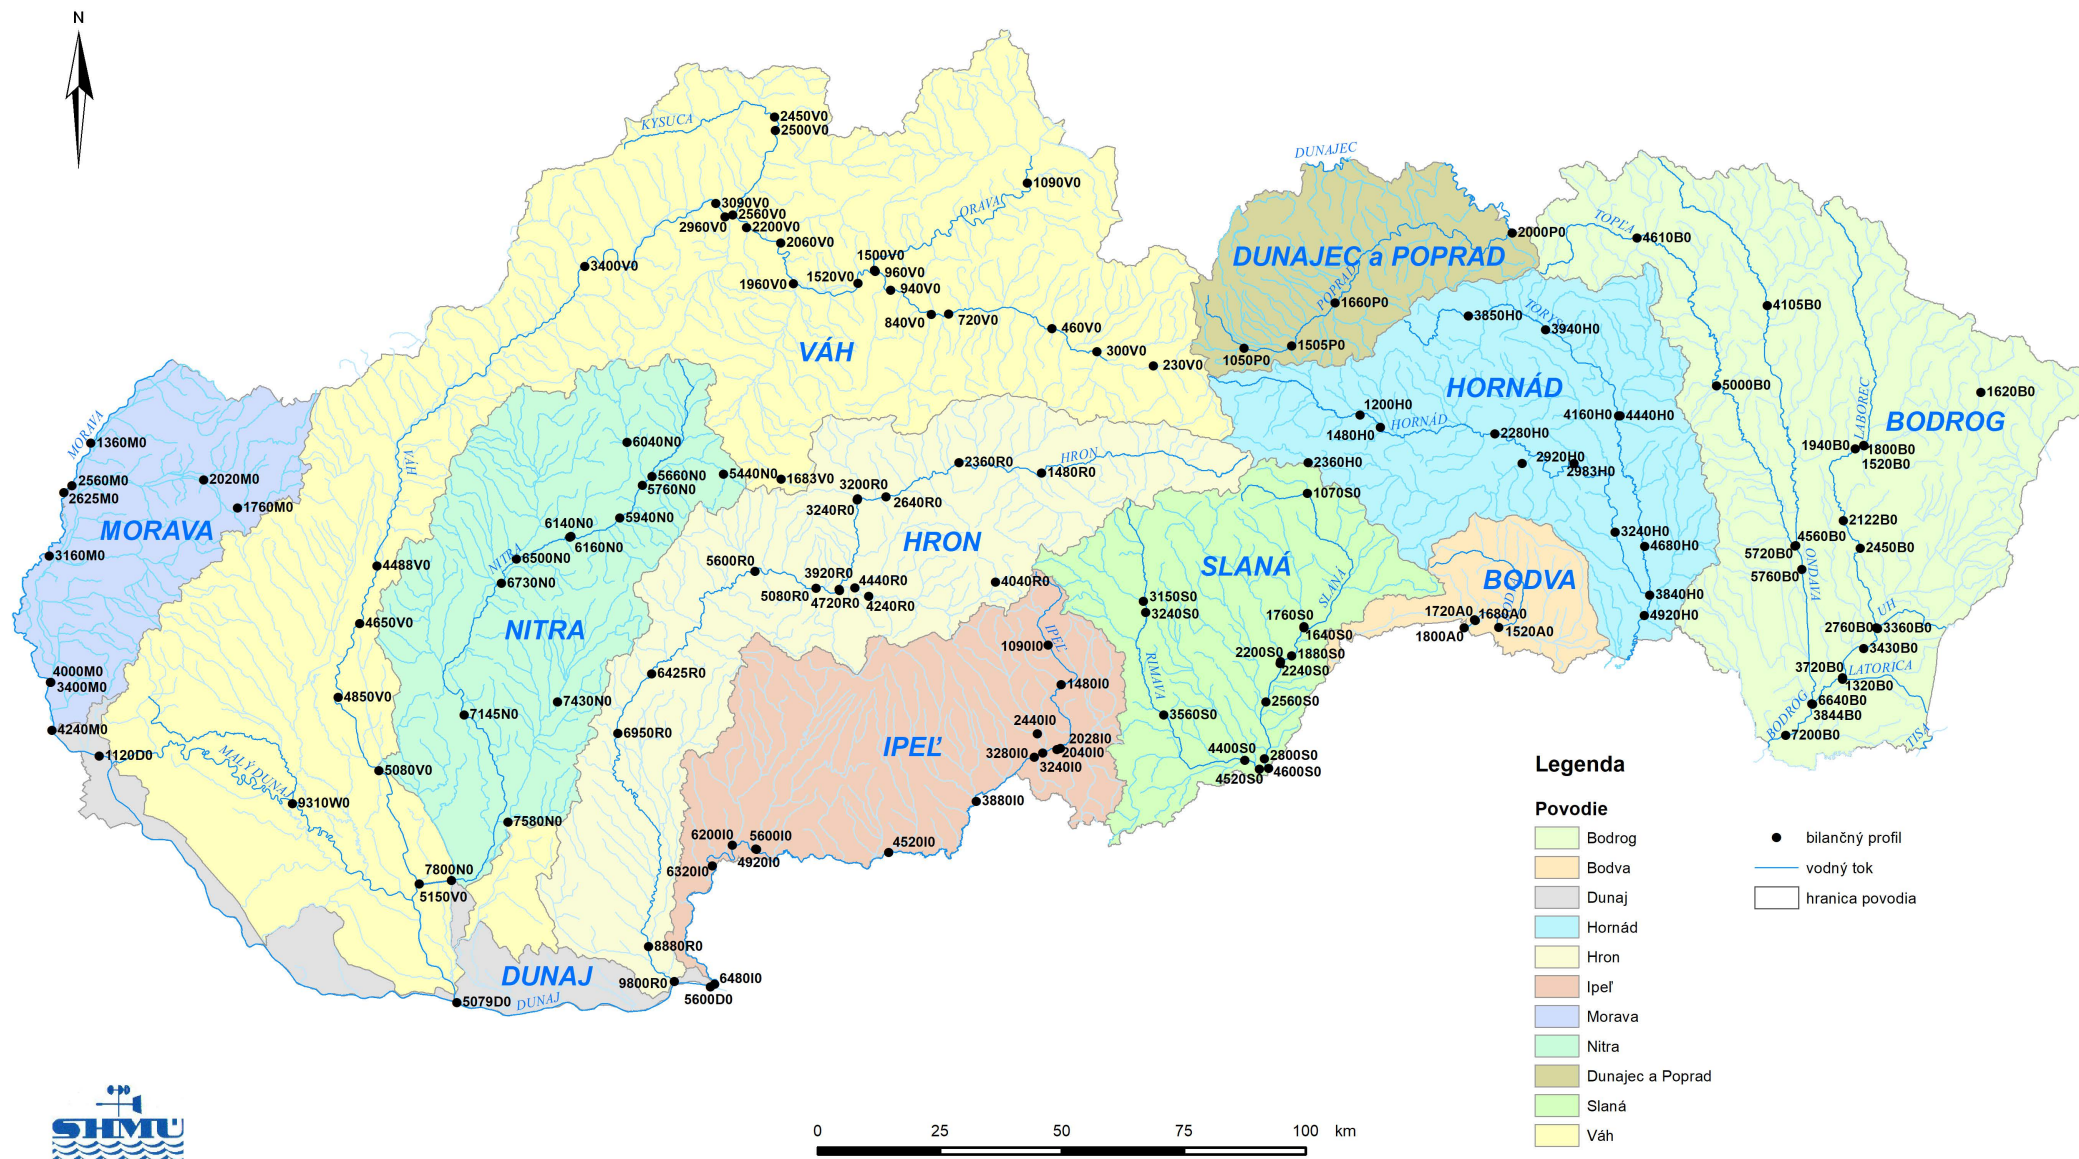 N
KYSUCA
2450V0
2500V0
DUNAJEC
1090V0
ORAVA
3090V0
2560V0
2960V0
2200V0
2060V0
TOPĽA
2000P0
4610B0
DUNAJEC a POPRAD
1500V0
3400V0
1520V0
960V0
1960V0
940V0
POPRAD
1660P0
4105B0
840V0
720V0
460V0
3850H0
TORYSA
3940H0
VÁH
300V0
230V0
1050P0
1505P0
HORNÁD
5000B0
1620B0
MORAVA
1360M0
6040N0
1200H0
1480H0
HORNÁD
4160H0
4440H0
LABOREC
BODROG
2280H0
1940B0
1800B0
1520B0
VÁH
2560M0
2625M0
2020M0
5660N0
5760N0
5440N0
1683V0
2360R0
HRON
1480R0
2360H0
2920H0
2983H0
3200R0
2640R0
3240R0
1070S0
1760M0
MORAVA
5940N0
6140N0
6160N0
2122B0
3240H0
4560B0
4680H0
5720B0
2450B0
HRON
3160M0
NITRA
6500N0
4488V0
5600R0
SLANÁ
5760B0
6730N0
BODVA
3920R0
4440R0
4040R0
5080R0
4720R0
4240R0
SLANÁ
ONDAVA
3840H0
3150S0
3240S0
1720A0
1680A0
1800A0
1520A0
BODVA
4920H0
UH
4650V0
NITRA
IPEĽ
1760S0
1640S0
2760B0
3360B0
1090I0
2200S0
1880S0
2240S0
3430B0
RIMAVA
4000M0
3400M0
6425R0
3720B0
LATORICA
1320B0
1480I0
4850V0
7430N0
7145N0
3560S0
2560S0
6640B0
3844B0
BODROG
7200B0
TISA
4240M0
6950R0
2440I0
2028I0
2040I0
IPEĽ
3280I0
3240I0
4400S0
2800S0
4520S0
4600S0
1120D0
MALÝ DUNAJ
5080V0
Legenda
9310W0
3880I0
Povodie
7580N0
6200I0
5600I0
4920I0
4520I0
Bodrog
bilančný profil
6320I0
Bodva
vodný tok
7800N0
5150V0
Dunaj
hranica povodia
Hornád
8880R0
Hron
DUNAJ
9800R0
6480I0
5600D0
Ipeľ
5079D0
DUNAJ
Morava
Nitra
Dunajec a Poprad
Slaná
SHMÚ
0 25 50 75 100 km
Váh